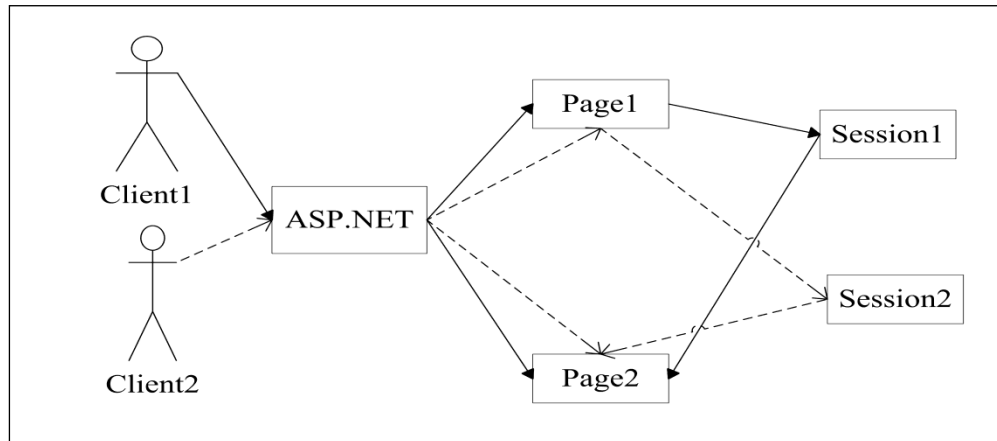 Client1
Client2
ASP.NET
Page1
Page2
Session1
Session2